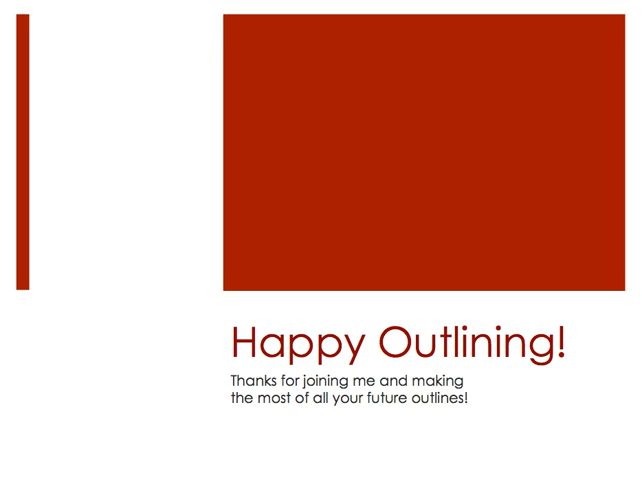 Happy Outlining!
Thanks for joining me and making
the most of all your future outlines!